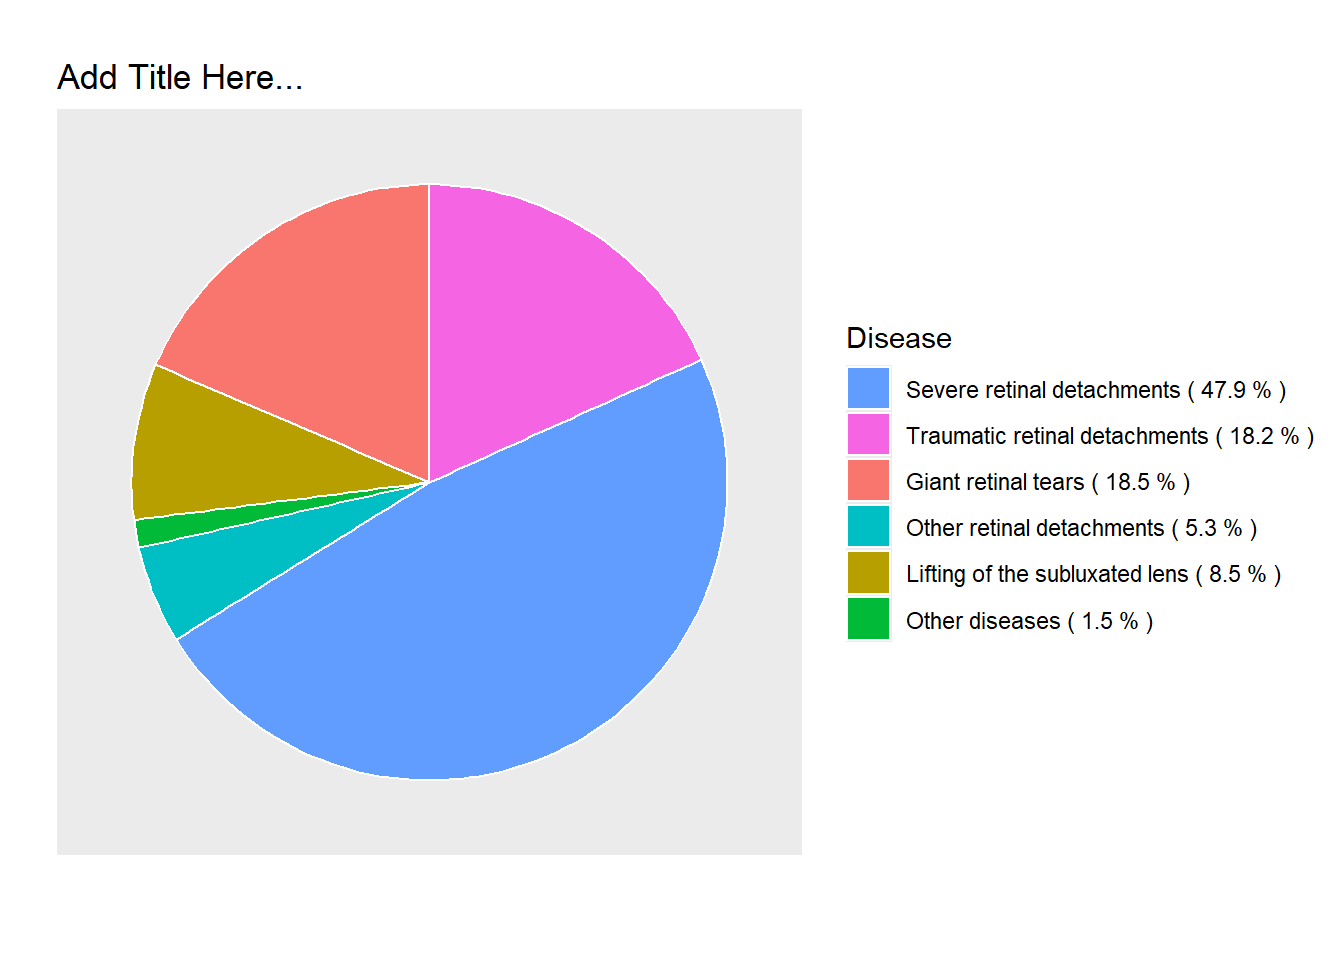 Add Title Here...
Disease
Severe retinal detachments ( 47.9 % )
Traumatic retinal detachments ( 18.2 % )
Giant retinal tears ( 18.5 % )
Other retinal detachments ( 5.3 % )
Lifting of the subluxated lens ( 8.5 % )
Other diseases ( 1.5 % )